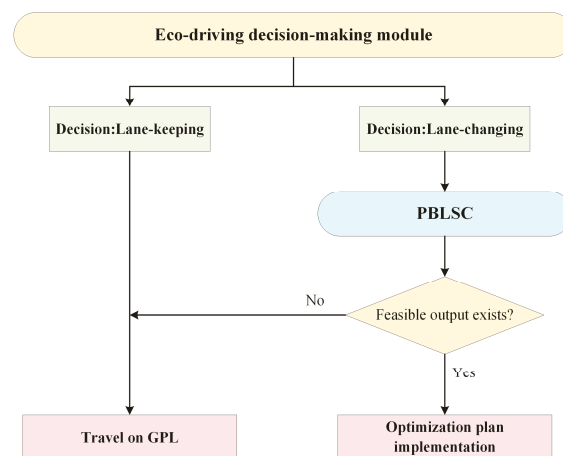 Eco-driving decision-making module
Decision:Lane-keeping
Decision:Lane-changing
PBLSC
No
Feasible output exists?
Yes
Travel on GPL
Optimization plan
implementation